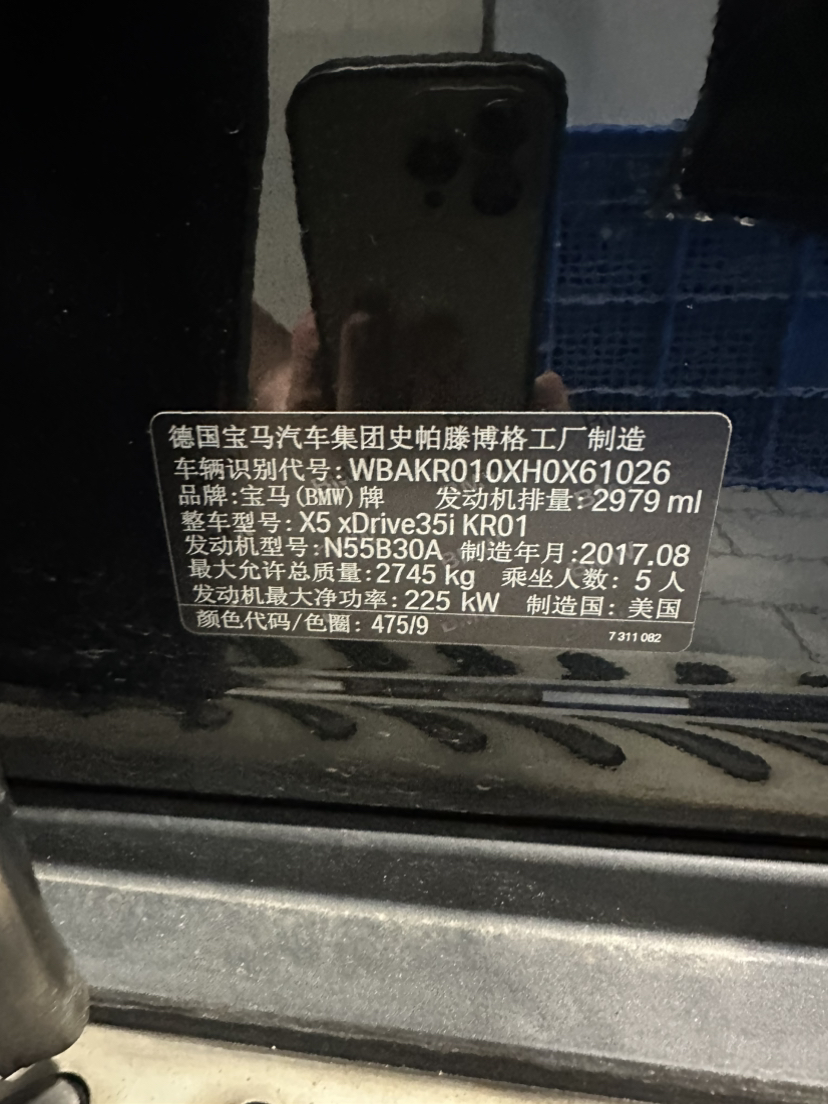 德国宝马汽车集团史帕滕博格工厂制造
车辆识别代号: WBAKR010XH0X61026
品牌:宝马(BMW)牌 发动机排量:2979 ml
整车型号: X5 xDrive35i KR01
发动机型号:N55B30A 制造年月:2017.08
最大允许总质量:2745 kg 乘坐人数: 5 人
发动机最大净功率: 225 kW 制造国: 美国
颜色代码/色圈: 475/9
7 311 082